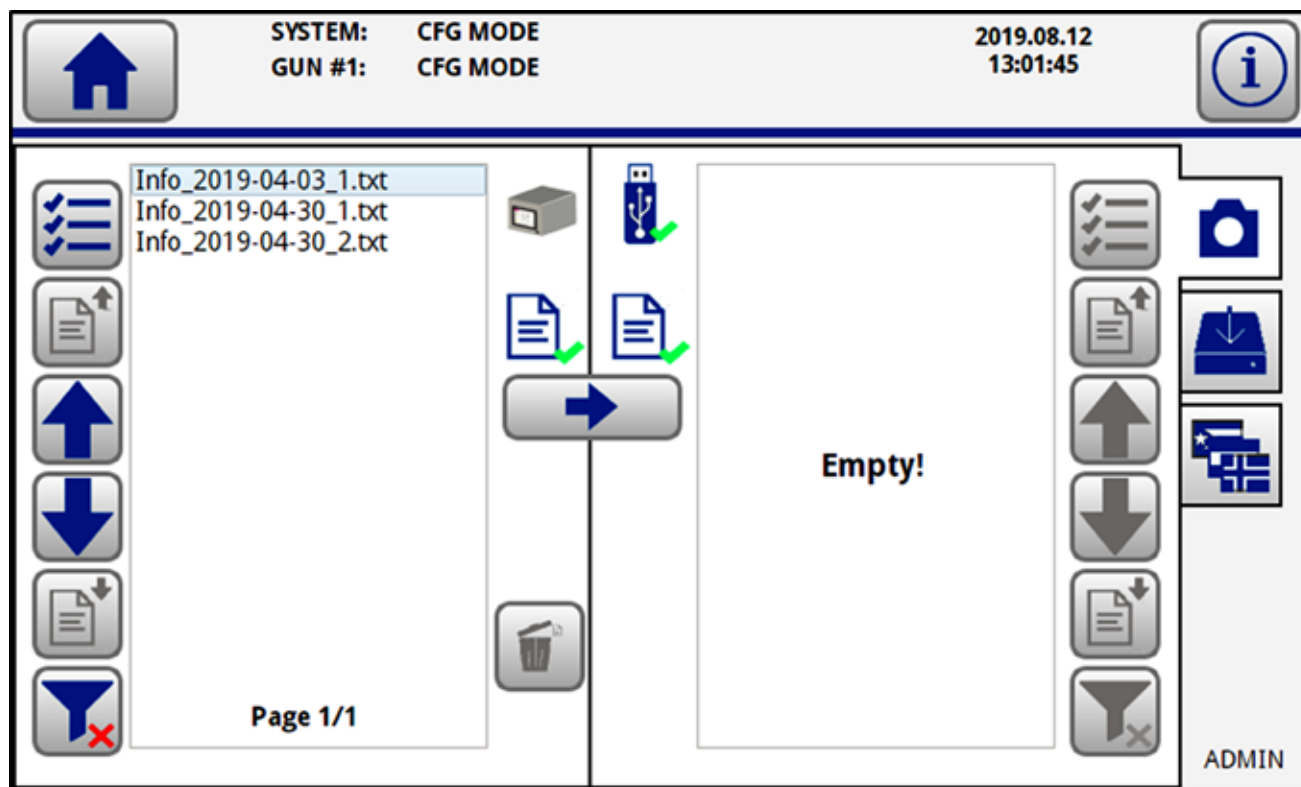 SYSTEM: CFG MODE
GUN #1: CFG MODE
2019.08.12
13:01:45
Info_2019-04-03_1.txt
Info_2019-04-30_1.txt
Info_2019-04-30_2.txt
Page 1/1
Empty!
ADMIN